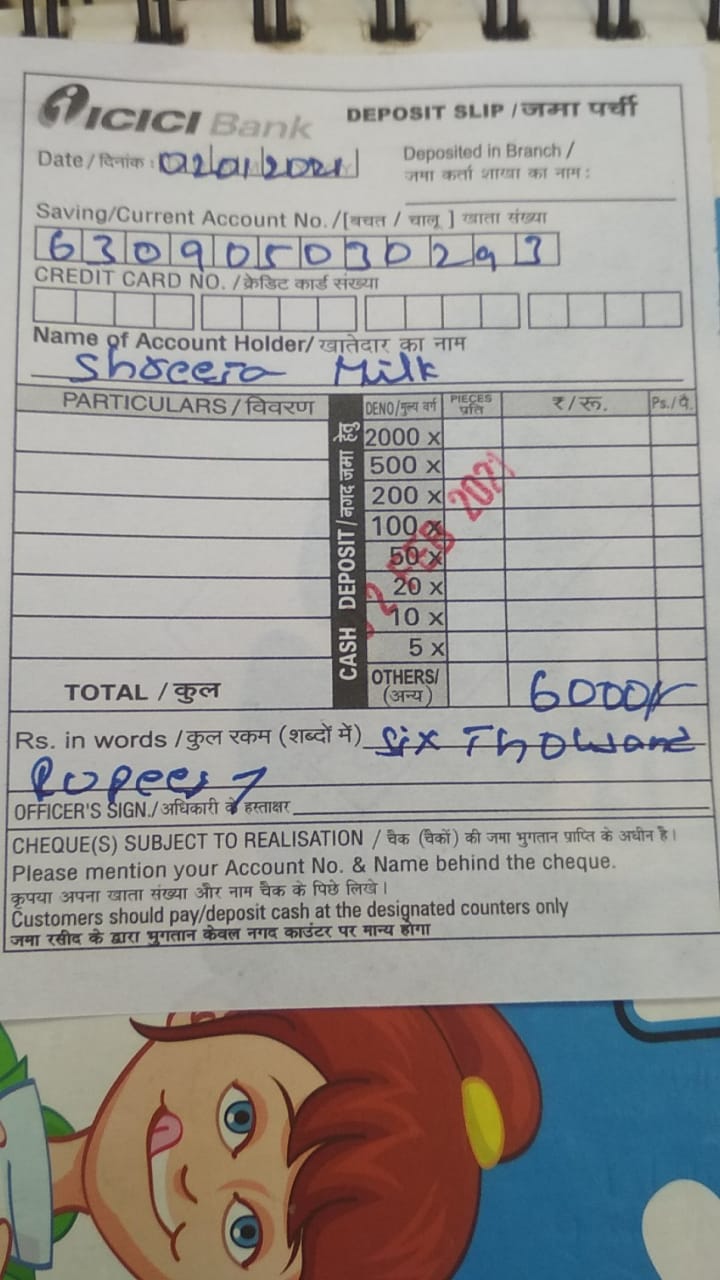 ICICI Bank DEPOSIT SLIP / जमा पर्ची
Date / दिनांक : 02012021 Deposited in Branch /
जमा कर्ता शाखा का नाम :
Saving/Current Account No. /[बचत / चालू ] खाता संख्या
630905030293
CREDIT CARD NO. / क्रेडिट कार्ड संख्या
Name of Account Holder/ खातेदार का नाम
Milk
PARTICULARS / विवरण DENO/मूल्य वर्ग PIECES ₹/रू. Ps./पै.
प्रति
CASH DEPOSIT/नगद जमा हेतु
2000 x
500 x
200 x
100 x
50 x
20 x
10 x
5 x
2 FEB 2021
TOTAL / कुल OTHERS/ 6000/-
(अन्य)
Rs. in words / कुल रकम (शब्दों में) Six Thousand
Rupees
OFFICER'S SIGN./ अधिकारी के हस्ताक्षर
CHEQUE(S) SUBJECT TO REALISATION / चैक (चैकों) की जमा भुगतान प्राप्ति के अधीन है।
Please mention your Account No. & Name behind the cheque.
कृपया अपना खाता संख्या और नाम चैक के पिछे लिखे।
Customers should pay/deposit cash at the designated counters only
जमा रसीद के द्वारा भुगतान केवल नगद काउंटर पर मान्य होगा